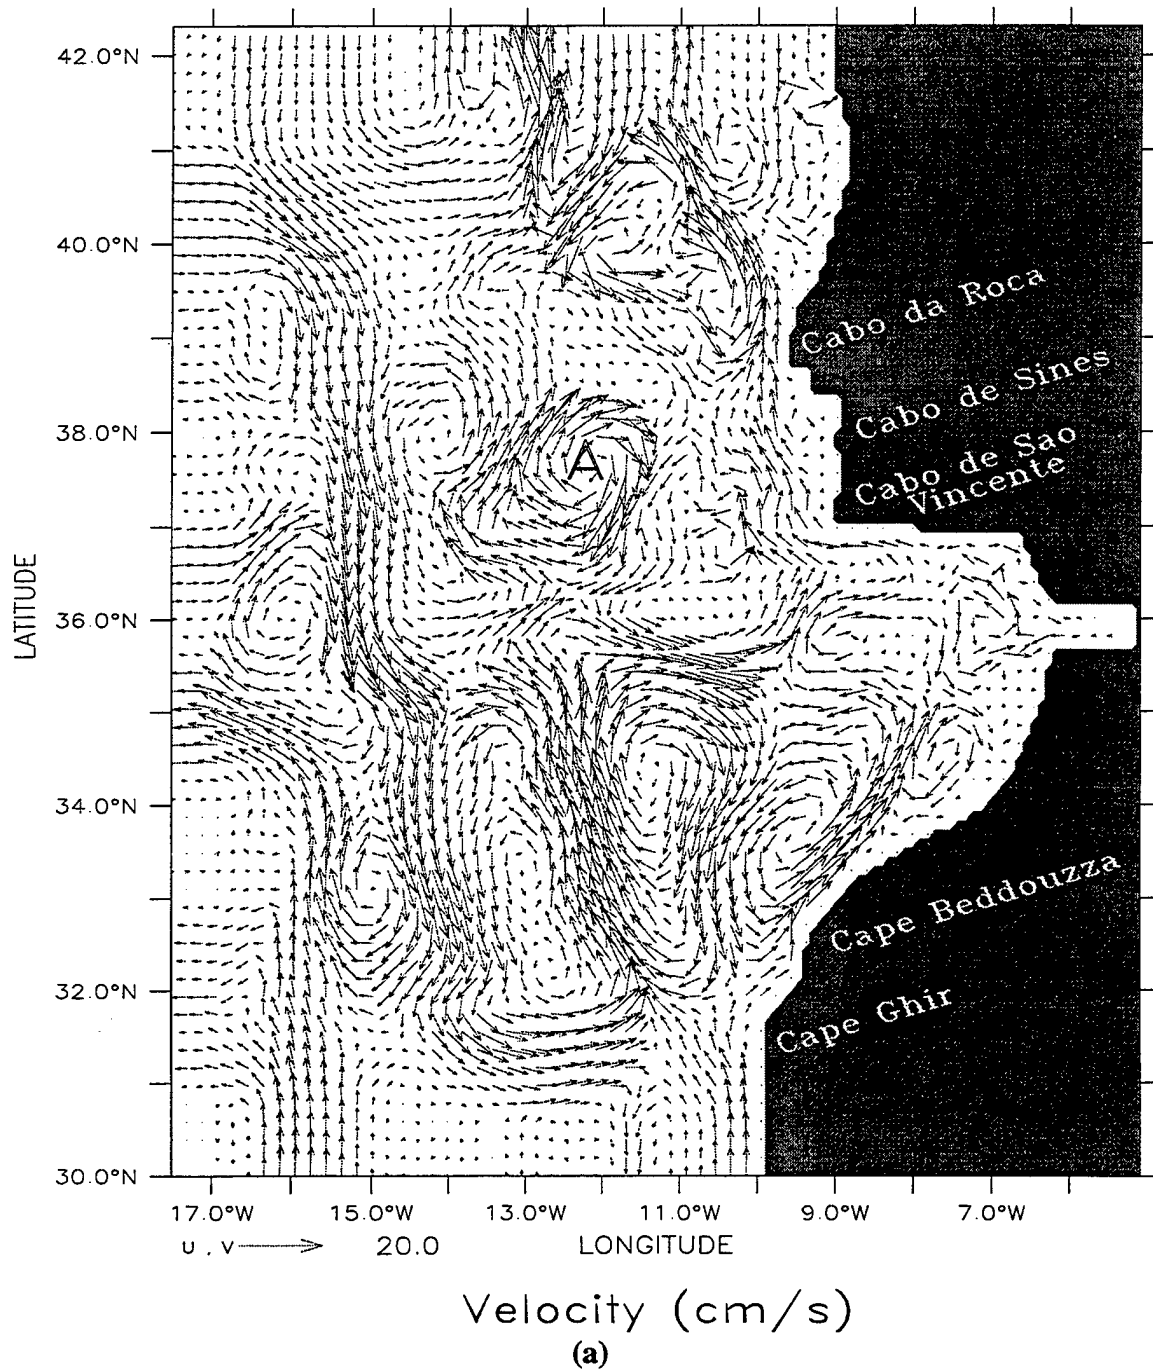 42.0°N
40.0°N
Cabo da Roca
Cabo de Sines
38.0°N
A
Cabo de Sao
Vincente
LATITUDE
36.0°N
34.0°N
Cape Beddouzza
32.0°N
Cape Ghir
30.0°N
17.0°W 15.0°W 13.0°W 11.0°W 9.0°W 7.0°W
u , v 20.0 LONGITUDE
Velocity (cm/s)
(a)